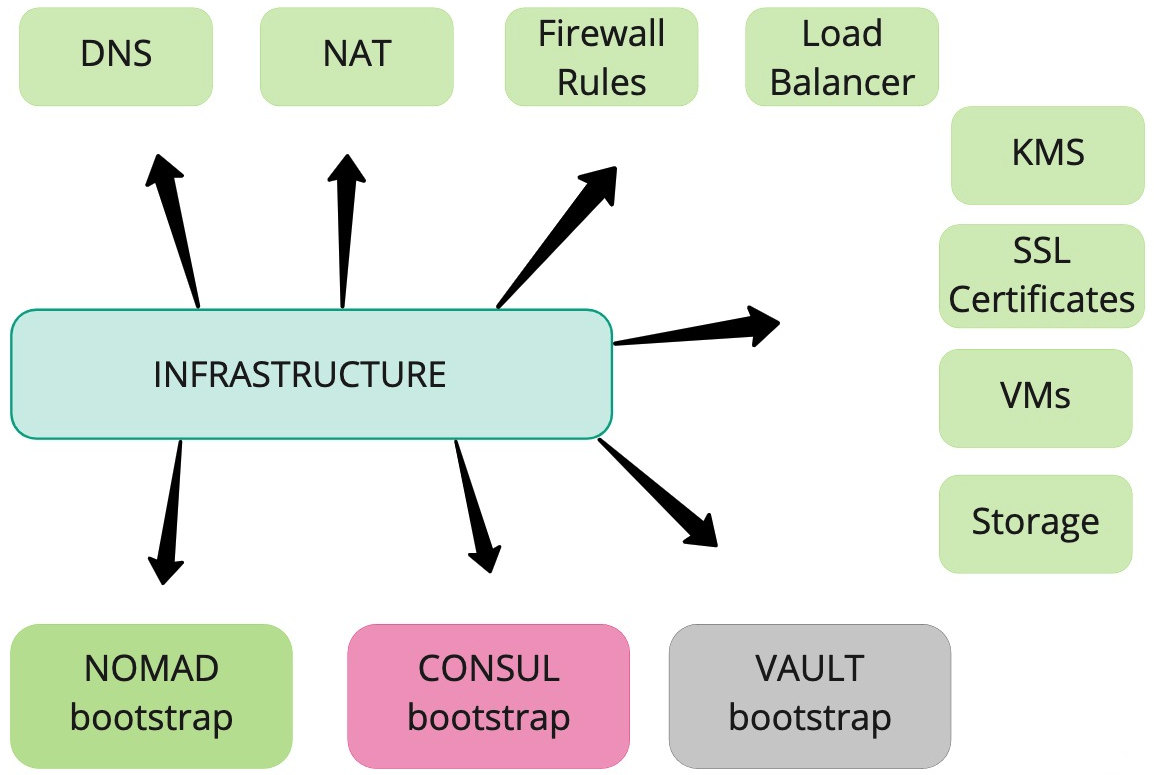 DNS
NAT
Firewall
Rules
Load
Balancer
KMS
SSL
Certificates
INFRASTRUCTURE
VMs
Storage
NOMAD
bootstrap
CONSUL
bootstrap
VAULT
bootstrap